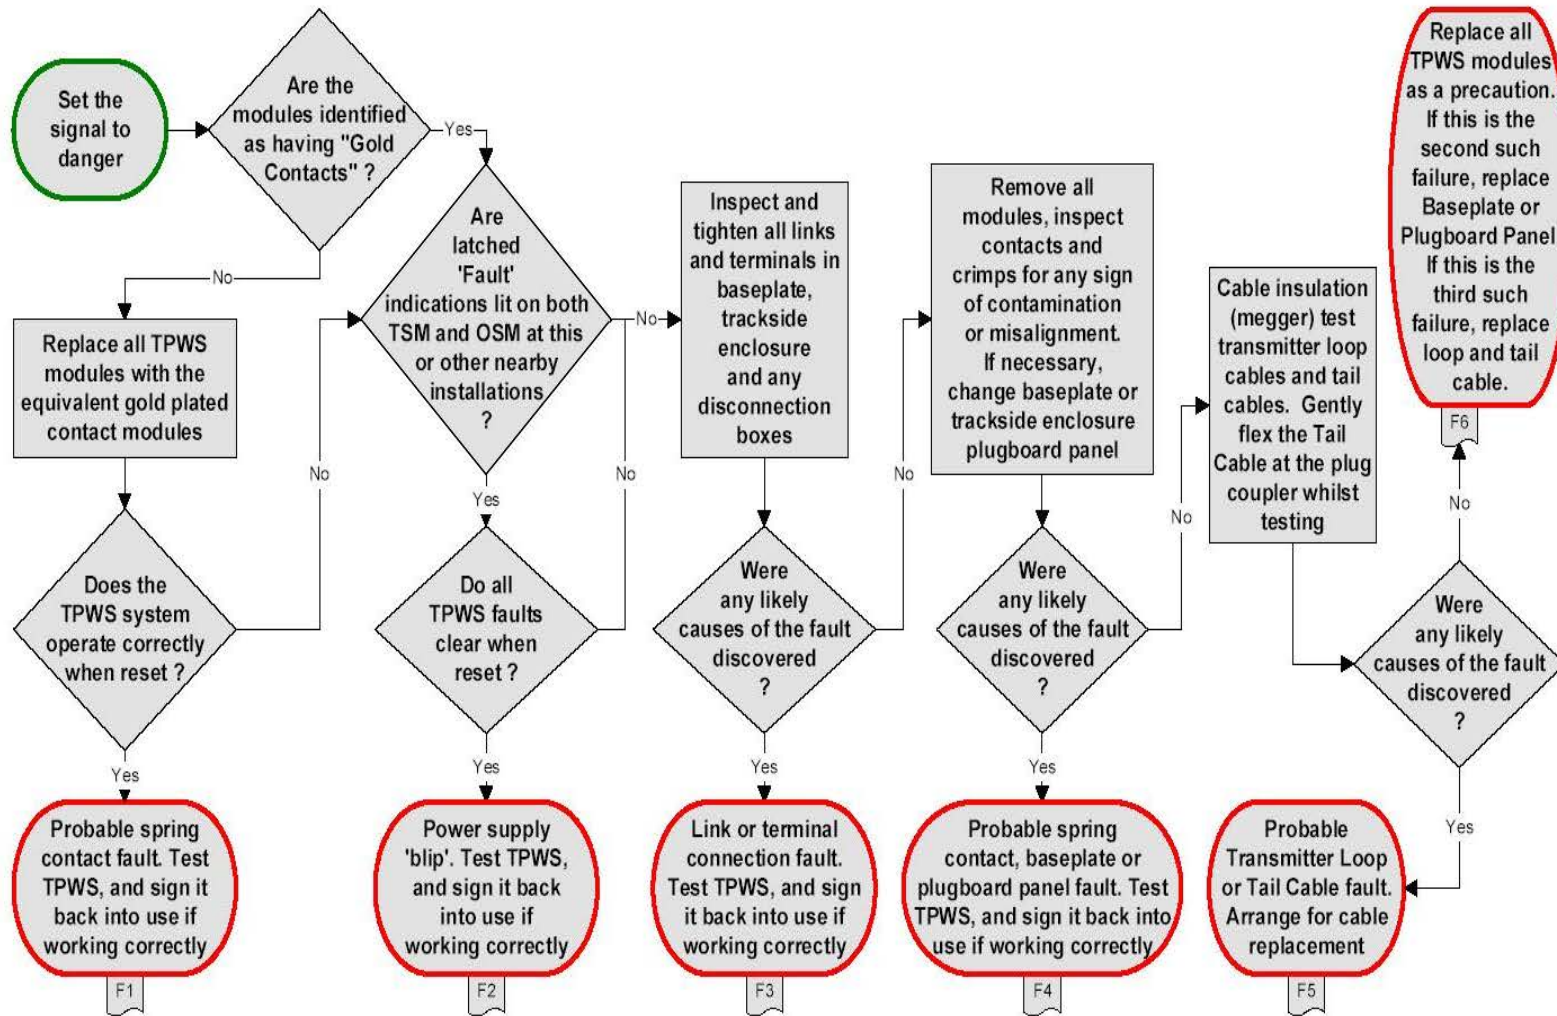 Set the
signal to
danger
Are the
modules identified
as having "Gold
Contacts" ?
Yes
No
Replace all TPWS
modules with the
equivalent gold plated
contact modules
Does the
TPWS system
operate correctly
when reset ?
No
Yes
Probable spring
contact fault. Test
TPWS, and sign it
back into use if
working correctly
F1
Are
latched
'Fault'
indications lit on both
TSM and OSM at this
or other nearby
installations
?
No
Yes
Do all
TPWS faults
clear when
reset ?
No
Yes
Power supply
'blip'. Test TPWS,
and sign it back
into use if
working correctly
F2
Inspect and
tighten all links
and terminals in
baseplate,
trackside
enclosure
and any
disconnection
boxes
Were
any likely
causes of the fault
discovered
?
No
Yes
Link or terminal
connection fault.
Test TPWS, and sign
it back into use if
working correctly
F3
Remove all
modules, inspect
contacts and
crimps for any sign
of contamination
or misalignment.
If necessary,
change baseplate or
trackside enclosure
plugboard panel
Were
any likely
causes of the fault
discovered
?
No
Yes
Probable spring
contact, baseplate or
plugboard panel fault. Test
TPWS, and sign it back into
use if working correctly
F4
Cable insulation
(megger) test
transmitter loop
cables and tail
cables. Gently
flex the Tail
Cable at the plug
coupler whilst
testing
Were
any likely
causes of the fault
discovered
?
Yes
Probable
Transmitter Loop
or Tail Cable fault.
Arrange for cable
replacement
F5
No
Replace all
TPWS modules
as a precaution.
If this is the
second such
failure, replace
Baseplate or
Plugboard Panel
If this is the
third such
failure, replace
loop and tail
cable.
F6